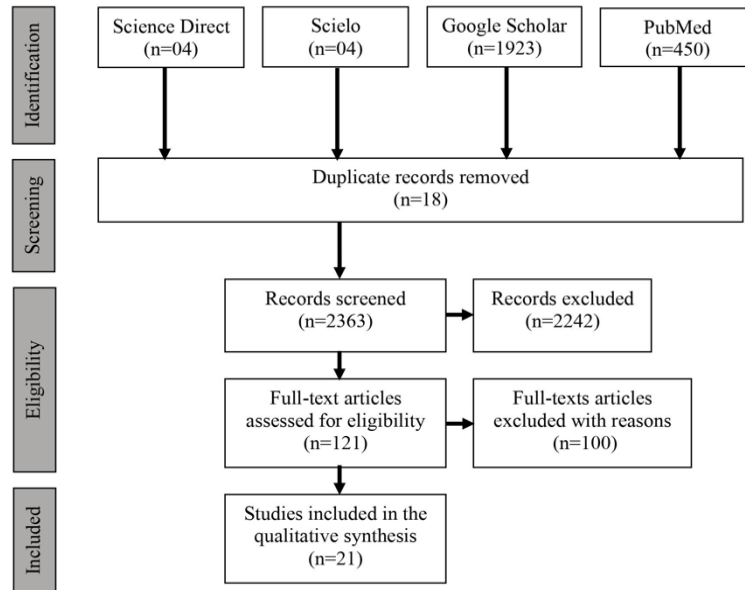 Identification
Science Direct
(n=04)
Scielo
(n=04)
Google Scholar
(n=1923)
PubMed
(n=450)
Screening
Duplicate records removed
(n=18)
Eligibility
Records screened
(n=2363)
Records excluded
(n=2242)
Full-text articles
assessed for eligibility
(n=121)
Full-texts articles
excluded with reasons
(n=100)
Included
Studies included in the
qualitative synthesis
(n=21)